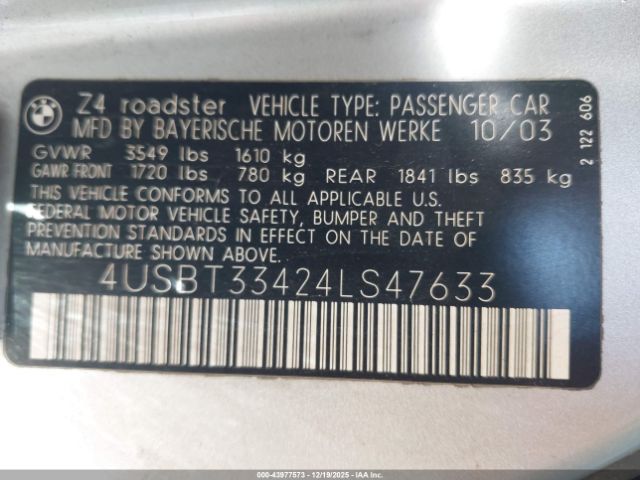 BMW
Z4 roadster VEHICLE TYPE: PASSENGER CAR
MFD BY BAYERISCHE MOTOREN WERKE 10/03
GVWR 3549 lbs 1610 kg
GAWR FRONT 1720 lbs 780 kg REAR 1841 lbs 835 kg
THIS VEHICLE CONFORMS TO ALL APPLICABLE U.S.
FEDERAL MOTOR VEHICLE SAFETY, BUMPER AND THEFT
PREVENTION STANDARDS IN EFFECT ON THE DATE OF
MANUFACTURE SHOWN ABOVE.
4USBT33424LS47633
2 122 606
000-43977573 - 12/19/2025 - IAAI.COM